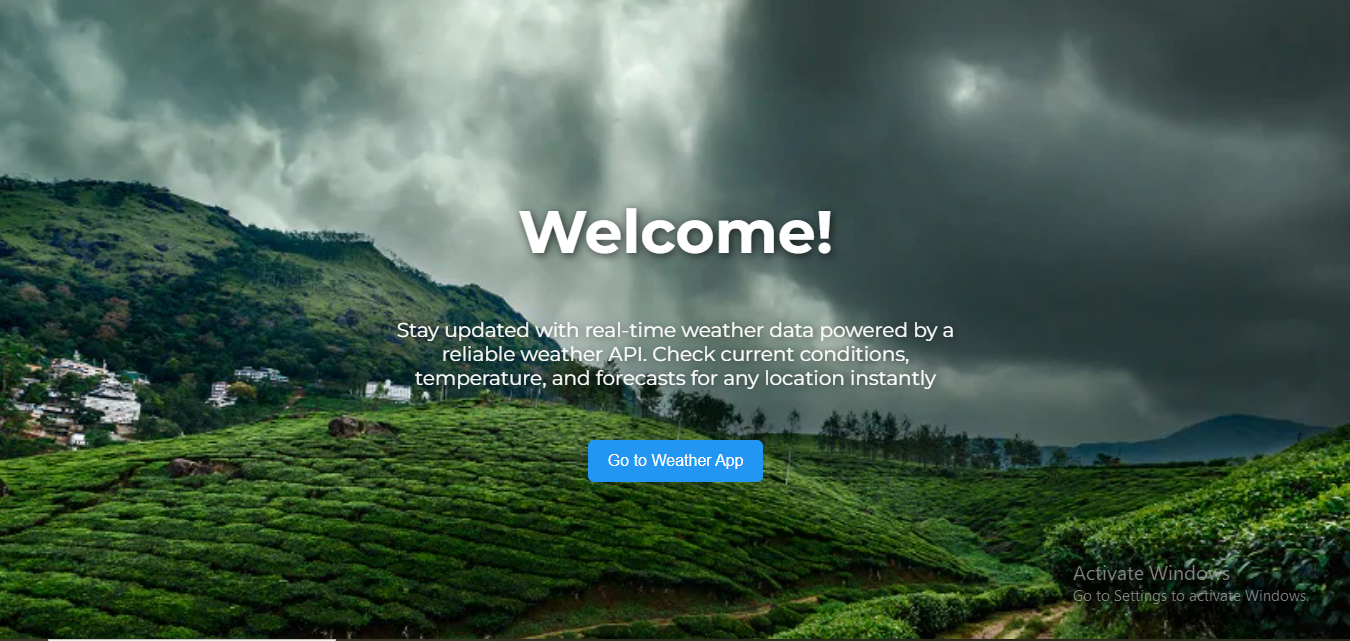 Welcome!
Stay updated with real-time weather data powered by a
reliable weather API. Check current conditions,
temperature, and forecasts for any location instantly
Go to Weather App
Activate Windows
Go to Settings to activate Windows.